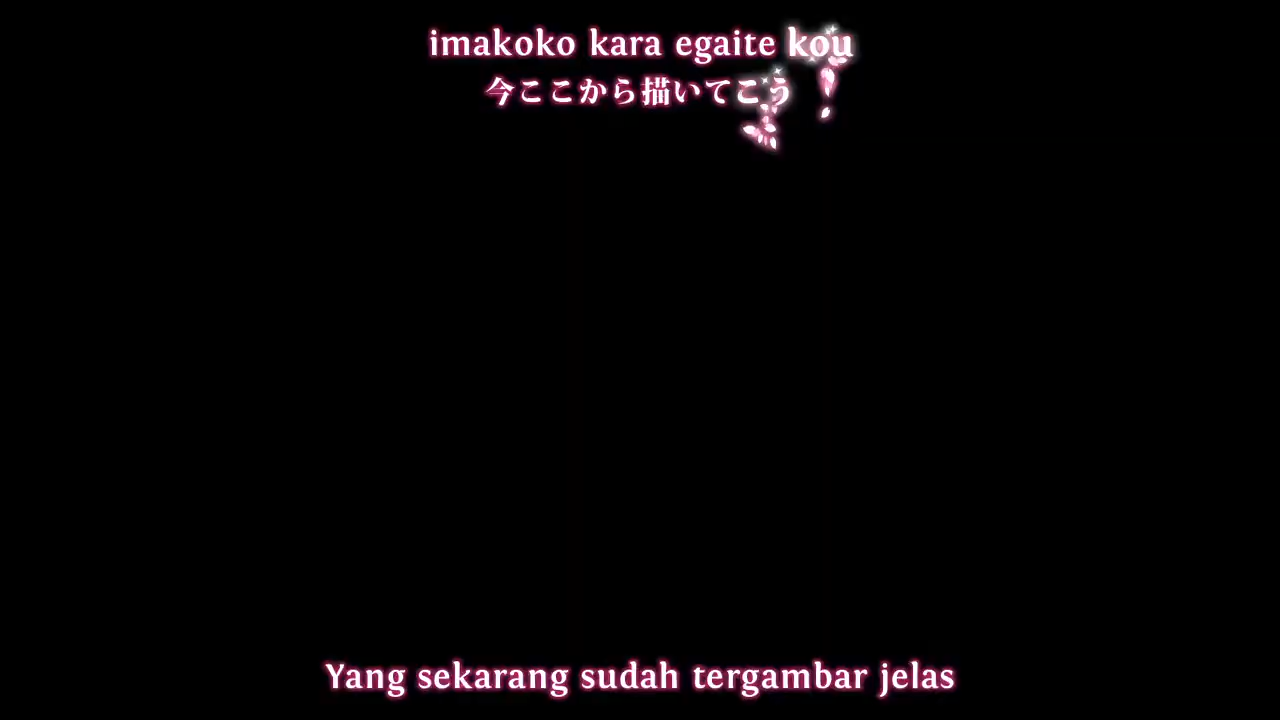 imakoko kara egaite kou
今ここから描いてこう
Yang sekarang sudah tergambar jelas